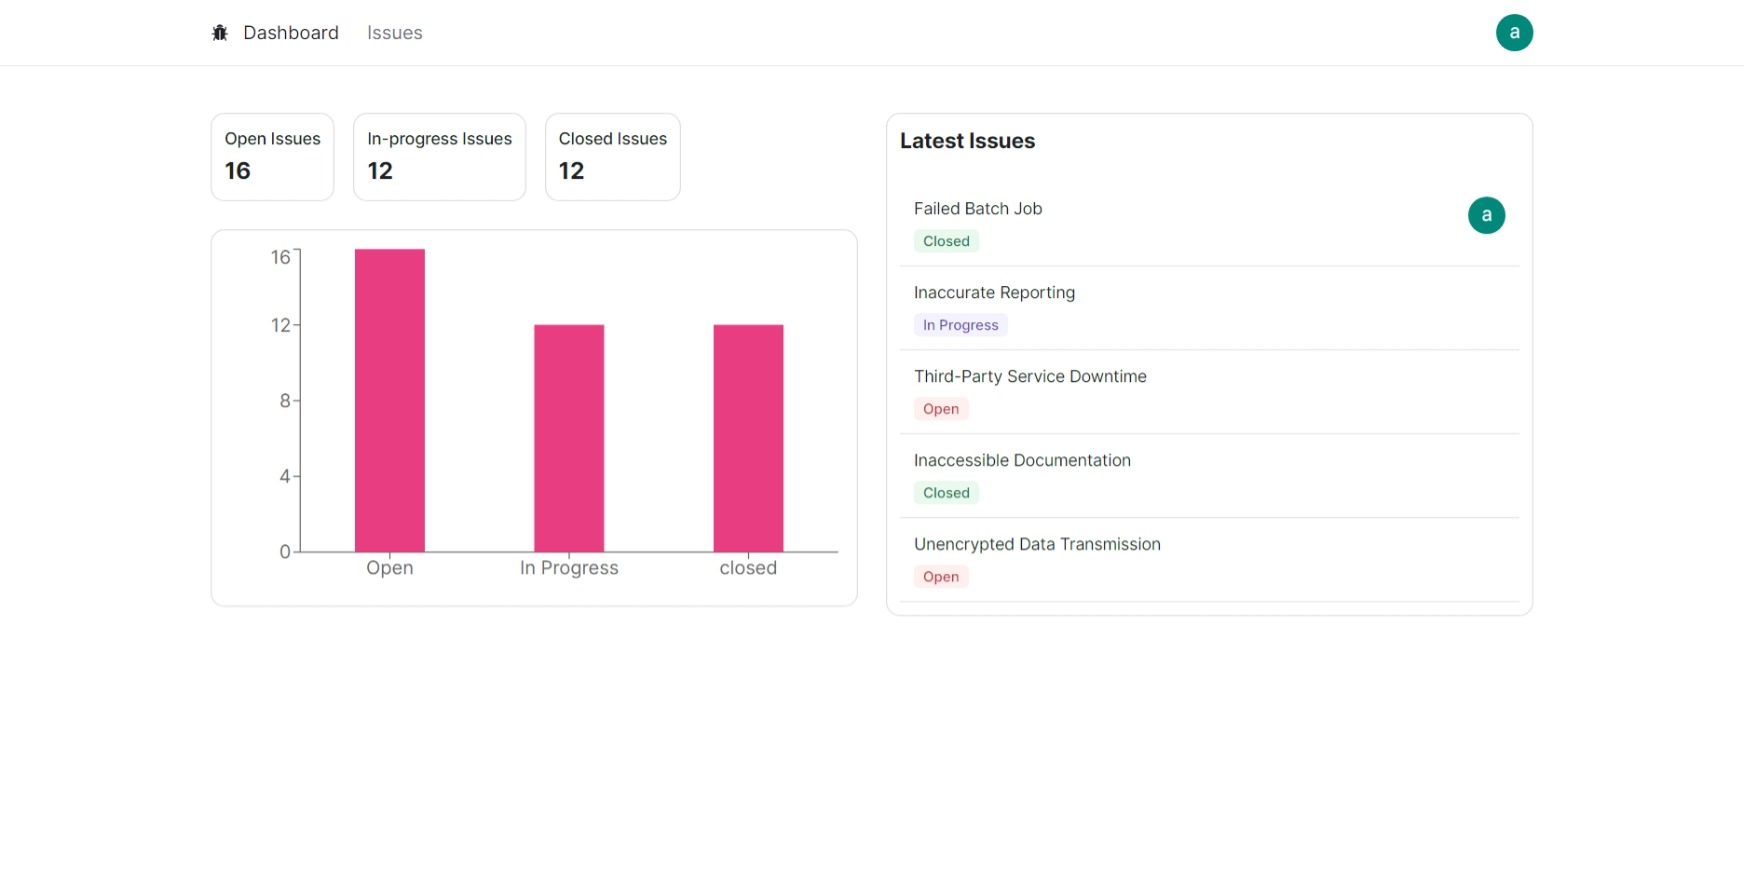 Dashboard Issues
a
Open Issues
16
In-progress Issues
12
Closed Issues
12
16
12
8
4
0
Open In Progress closed
Latest Issues
Failed Batch Job
Closed
a
Inaccurate Reporting
In Progress
Third-Party Service Downtime
Open
Inaccessible Documentation
Closed
Unencrypted Data Transmission
Open